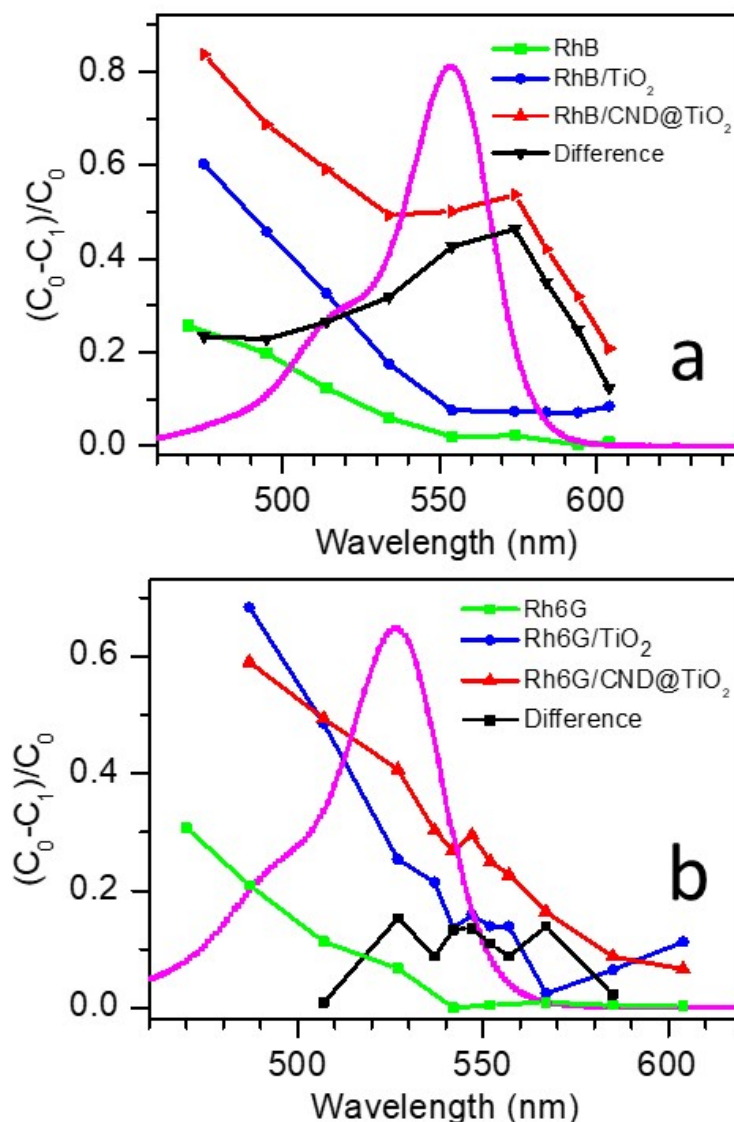 RhB
RhB/TiO₂
RhB/CND@TiO₂
Difference
(C₀-C₁)/C₀
0.8
0.6
0.4
0.2
0.0
a
500 550 600
Wavelength (nm)
Rh6G
Rh6G/TiO₂
Rh6G/CND@TiO₂
Difference
(C₀-C₁)/C₀
0.6
0.4
0.2
0.0
b
500 550 600
Wavelength (nm)